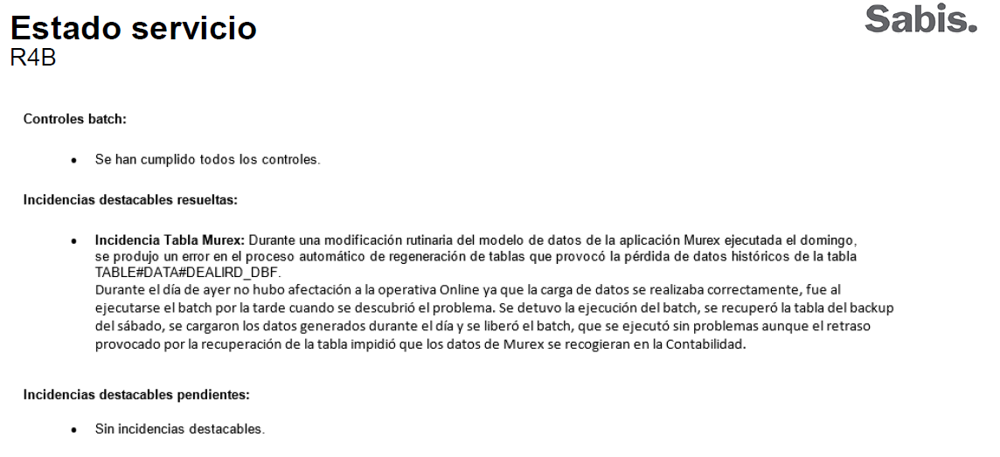 Estado servicio
Sabis.
R4B
Controles batch:
• Se han cumplido todos los controles.
Incidencias destacables resueltas:
• Incidencia Tabla Murex: Durante una modificación rutinaria del modelo de datos de la aplicación Murex ejecutada el domingo,
se produjo un error en el proceso automático de regeneración de tablas que provocó la pérdida de datos históricos de la tabla
TABLE#DATA#DEALIRD_DBF.
Durante el día de ayer no hubo afectación a la operativa Online ya que la carga de datos se realizaba correctamente, fue al
ejecutarse el batch por la tarde cuando se descubrió el problema. Se detuvo la ejecución del batch, se recuperó la tabla del backup
del sábado, se cargaron los datos generados durante el día y se liberó el batch, que se ejecutó sin problemas aunque el retraso
provocado por la recuperación de la tabla impidió que los datos de Murex se recogieran en la Contabilidad.
Incidencias destacables pendientes:
• Sin incidencias destacables.